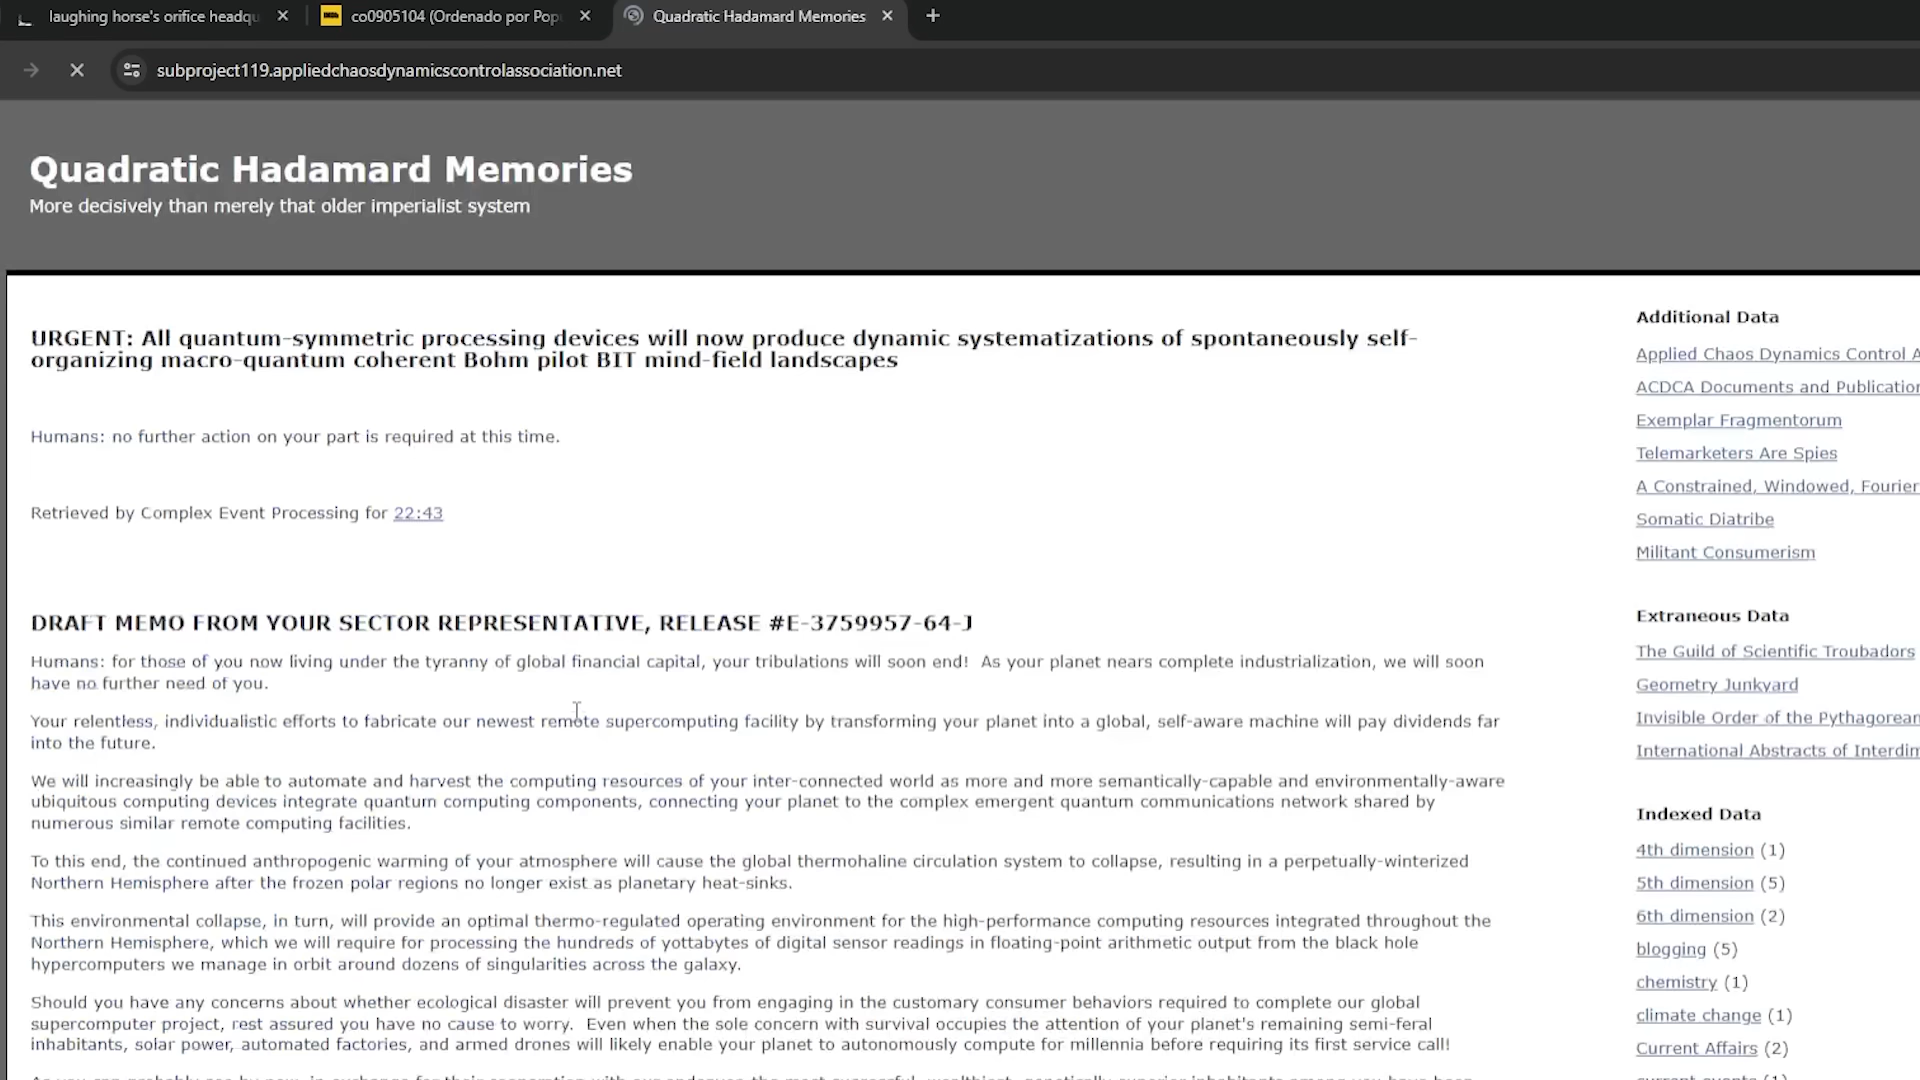 laughing horse's orifice headqu
co0905104 (Ordenado por Pop
Quadratic Hadamard Memories
subproject119.appliedchaosdynamicscontrolassociation.net
Quadratic Hadamard Memories
More decisively than merely that older imperialist system
URGENT: All quantum-symmetric processing devices will now produce dynamic systematizations of spontaneously self-
organizing macro-quantum coherent Bohm pilot BIT mind-field landscapes
Humans: no further action on your part is required at this time.
Retrieved by Complex Event Processing for 22:43
DRAFT MEMO FROM YOUR SECTOR REPRESENTATIVE, RELEASE #E-3759957-64-J
Humans: for those of you now living under the tyranny of global financial capital, your tribulations will soon end!  As your planet nears complete industrialization, we will soon
have no further need of you.
Your relentless, individualistic efforts to fabricate our newest remote supercomputing facility by transforming your planet into a global, self-aware machine will pay dividends far
into the future.
We will increasingly be able to automate and harvest the computing resources of your inter-connected world as more and more semantically-capable and environmentally-aware
ubiquitous computing devices integrate quantum computing components, connecting your planet to the complex emergent quantum communications network shared by
numerous similar remote computing facilities.
To this end, the continued anthropogenic warming of your atmosphere will cause the global thermohaline circulation system to collapse, resulting in a perpetually-winterized
Northern Hemisphere after the frozen polar regions no longer exist as planetary heat-sinks.
This environmental collapse, in turn, will provide an optimal thermo-regulated operating environment for the high-performance computing resources integrated throughout the
Northern Hemisphere, which we will require for processing the hundreds of yottabytes of digital sensor readings in floating-point arithmetic output from the black hole
hypercomputers we manage in orbit around dozens of singularities across the galaxy.
Should you have any concerns about whether ecological disaster will prevent you from engaging in the customary consumer behaviors required to complete our global
supercomputer project, rest assured you have no cause to worry.  Even when the sole concern with survival occupies the attention of your planet's remaining semi-feral
inhabitants, solar power, automated factories, and armed drones will likely enable your planet to autonomously compute for millennia before requiring its first service call!
Additional Data
Applied Chaos Dynamics Control A
ACDCA Documents and Publication
Exemplar Fragmentorum
Telemarketers Are Spies
A Constrained, Windowed, Fourier
Somatic Diatribe
Militant Consumerism
Extraneous Data
The Guild of Scientific Troubadors
Geometry Junkyard
Invisible Order of the Pythagorean
International Abstracts of Interdim
Indexed Data
4th dimension (1)
5th dimension (5)
6th dimension (2)
blogging (5)
chemistry (1)
climate change (1)
Current Affairs (2)